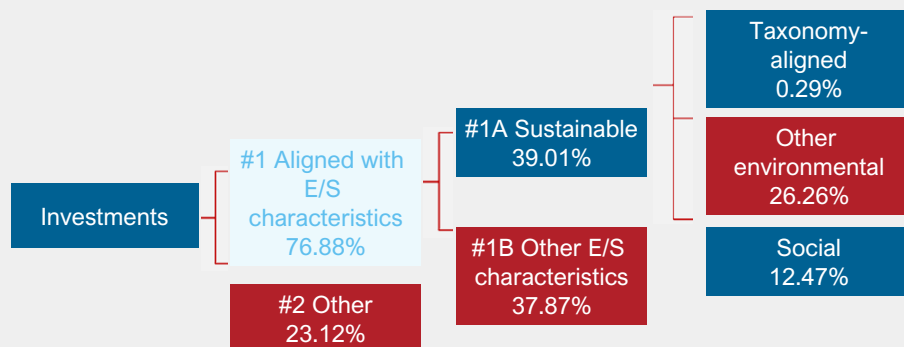 Investments
#1 Aligned with
E/S
characteristics
76.88%
#2 Other
23.12%
#1A Sustainable
39.01%
#1B Other E/S
characteristics
37.87%
Taxonomy-
aligned
0.29%
Other
environmental
26.26%
Social
12.47%